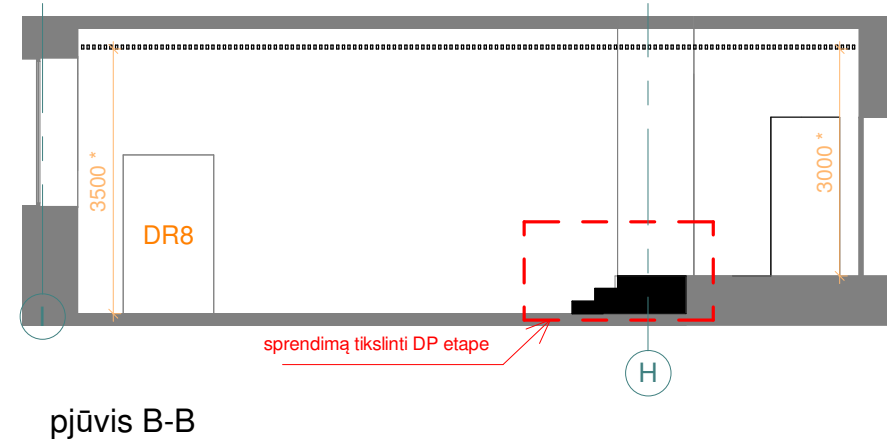 3500 *
3000 *
DR8
I
sprendimą tikslinti DP etape
H
pjūvis B-B